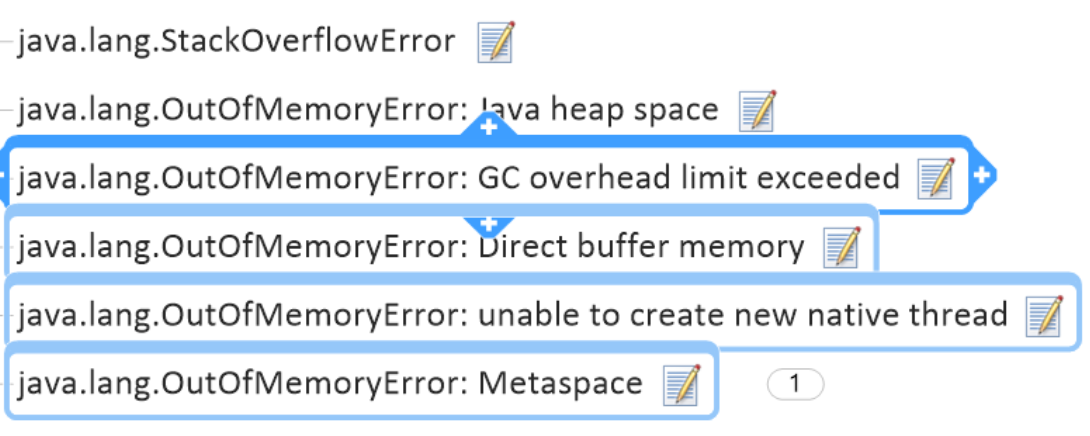 java.lang.StackOverflowError
java.lang.OutOfMemoryError: Java heap space
java.lang.OutOfMemoryError: GC overhead limit exceeded
java.lang.OutOfMemoryError: Direct buffer memory
java.lang.OutOfMemoryError: unable to create new native thread
java.lang.OutOfMemoryError: Metaspace 1